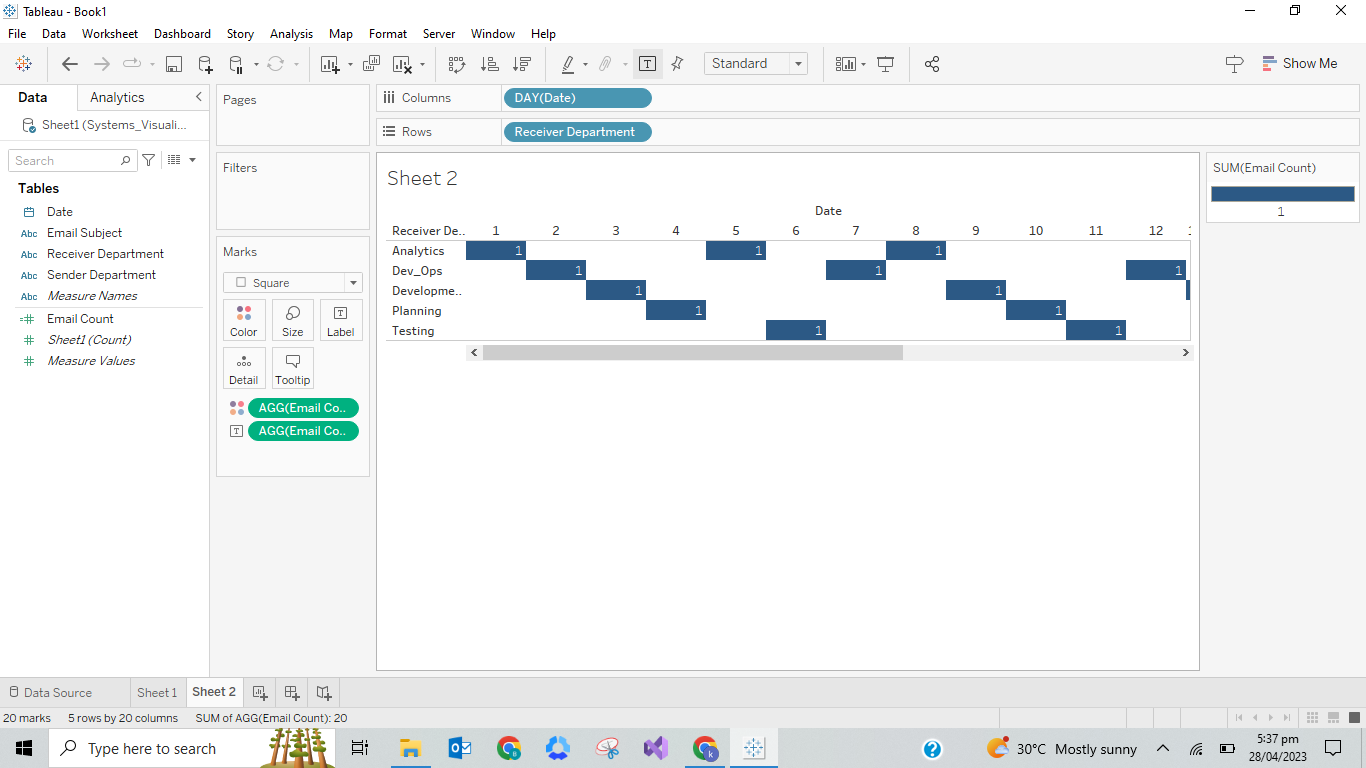 Tableau - Book1
File Data Worksheet Dashboard Story Analysis Map Format Server Window Help
Standard
Show Me
Data Analytics
Sheet1 (Systems_Visuali...
Search
Tables
Date
Abc Email Subject
Abc Receiver Department
Abc Sender Department
Abc Measure Names
=# Email Count
# Sheet1 (Count)
# Measure Values
Pages
Filters
Marks
Square
Color Size Label
Detail Tooltip
AGG(Email Co..
T AGG(Email Co..
Columns DAY(Date)
Rows Receiver Department
Sheet 2
Date
Receiver De.. 1 2 3 4 5 6 7 8 9 10 11 12
Analytics 1 1 1
Dev_Ops 1 1 1
Developme.. 1 1
Planning 1 1
Testing 1 1
SUM(Email Count)
1
Data Source Sheet 1 Sheet 2
20 marks 5 rows by 20 columns SUM of AGG(Email Count): 20
Type here to search
30°C Mostly sunny
5:37 pm
28/04/2023